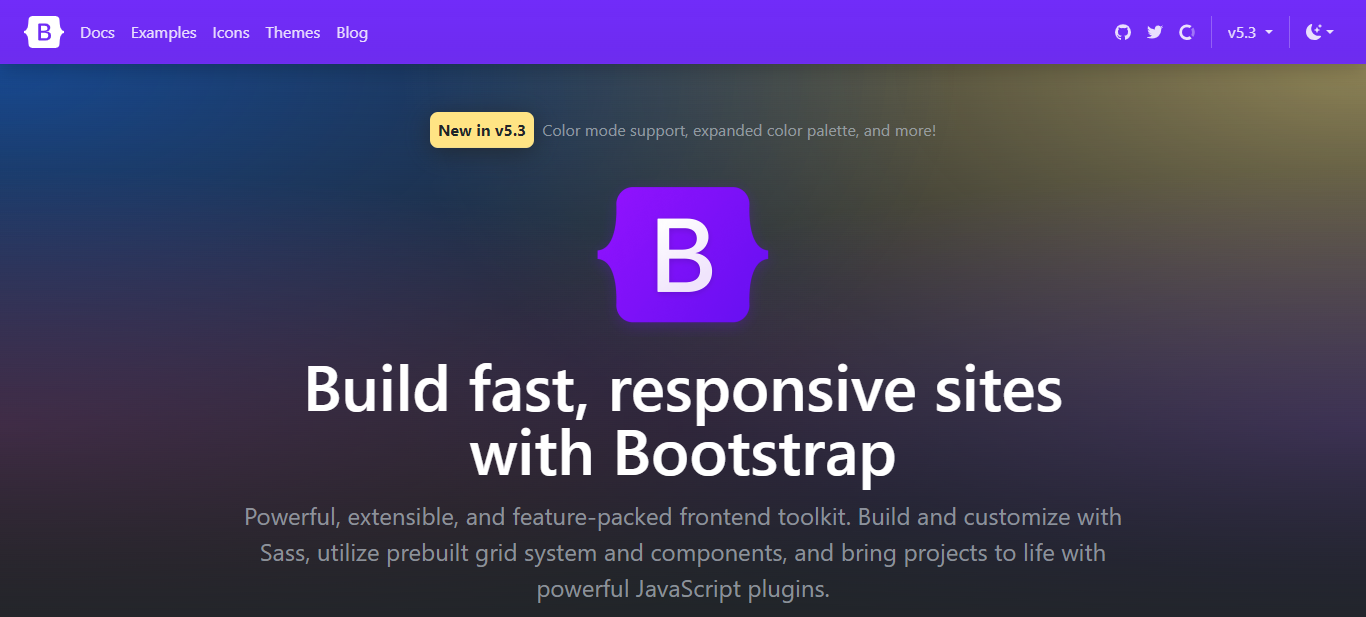 B Docs Examples Icons Themes Blog v5.3
New in v5.3 Color mode support, expanded color palette, and more!
B
Build fast, responsive sites
with Bootstrap
Powerful, extensible, and feature-packed frontend toolkit. Build and customize with
Sass, utilize prebuilt grid system and components, and bring projects to life with
powerful JavaScript plugins.